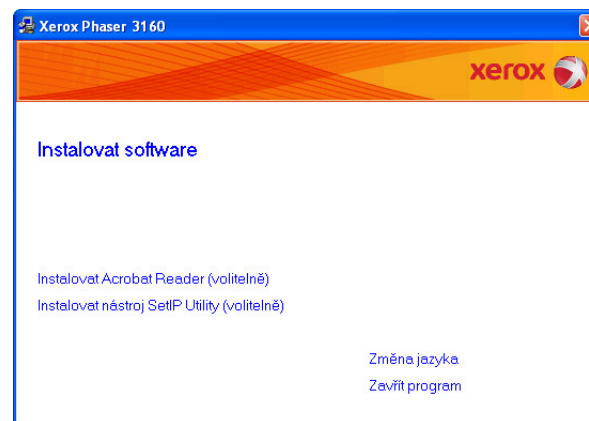 Xerox Phaser 3160
xerox
Instalovat software
Instalovat Acrobat Reader (volitelně)
Instalovat nástroj SetIP Utility (volitelně)
Změna jazyka
Zavřít program